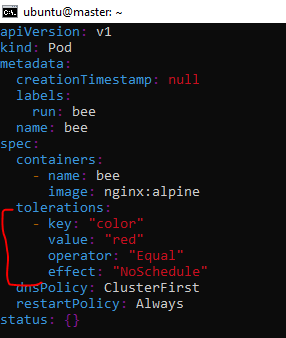 ubuntu@master: ~
apiVersion: v1
kind: Pod
metadata:
  creationTimestamp: null
  labels:
    run: bee
  name: bee
spec:
  containers:
    - name: bee
      image: nginx:alpine
  tolerations:
    - key: "color"
      value: "red"
      operator: "Equal"
      effect: "NoSchedule"
  dnsPolicy: ClusterFirst
  restartPolicy: Always
status: {}